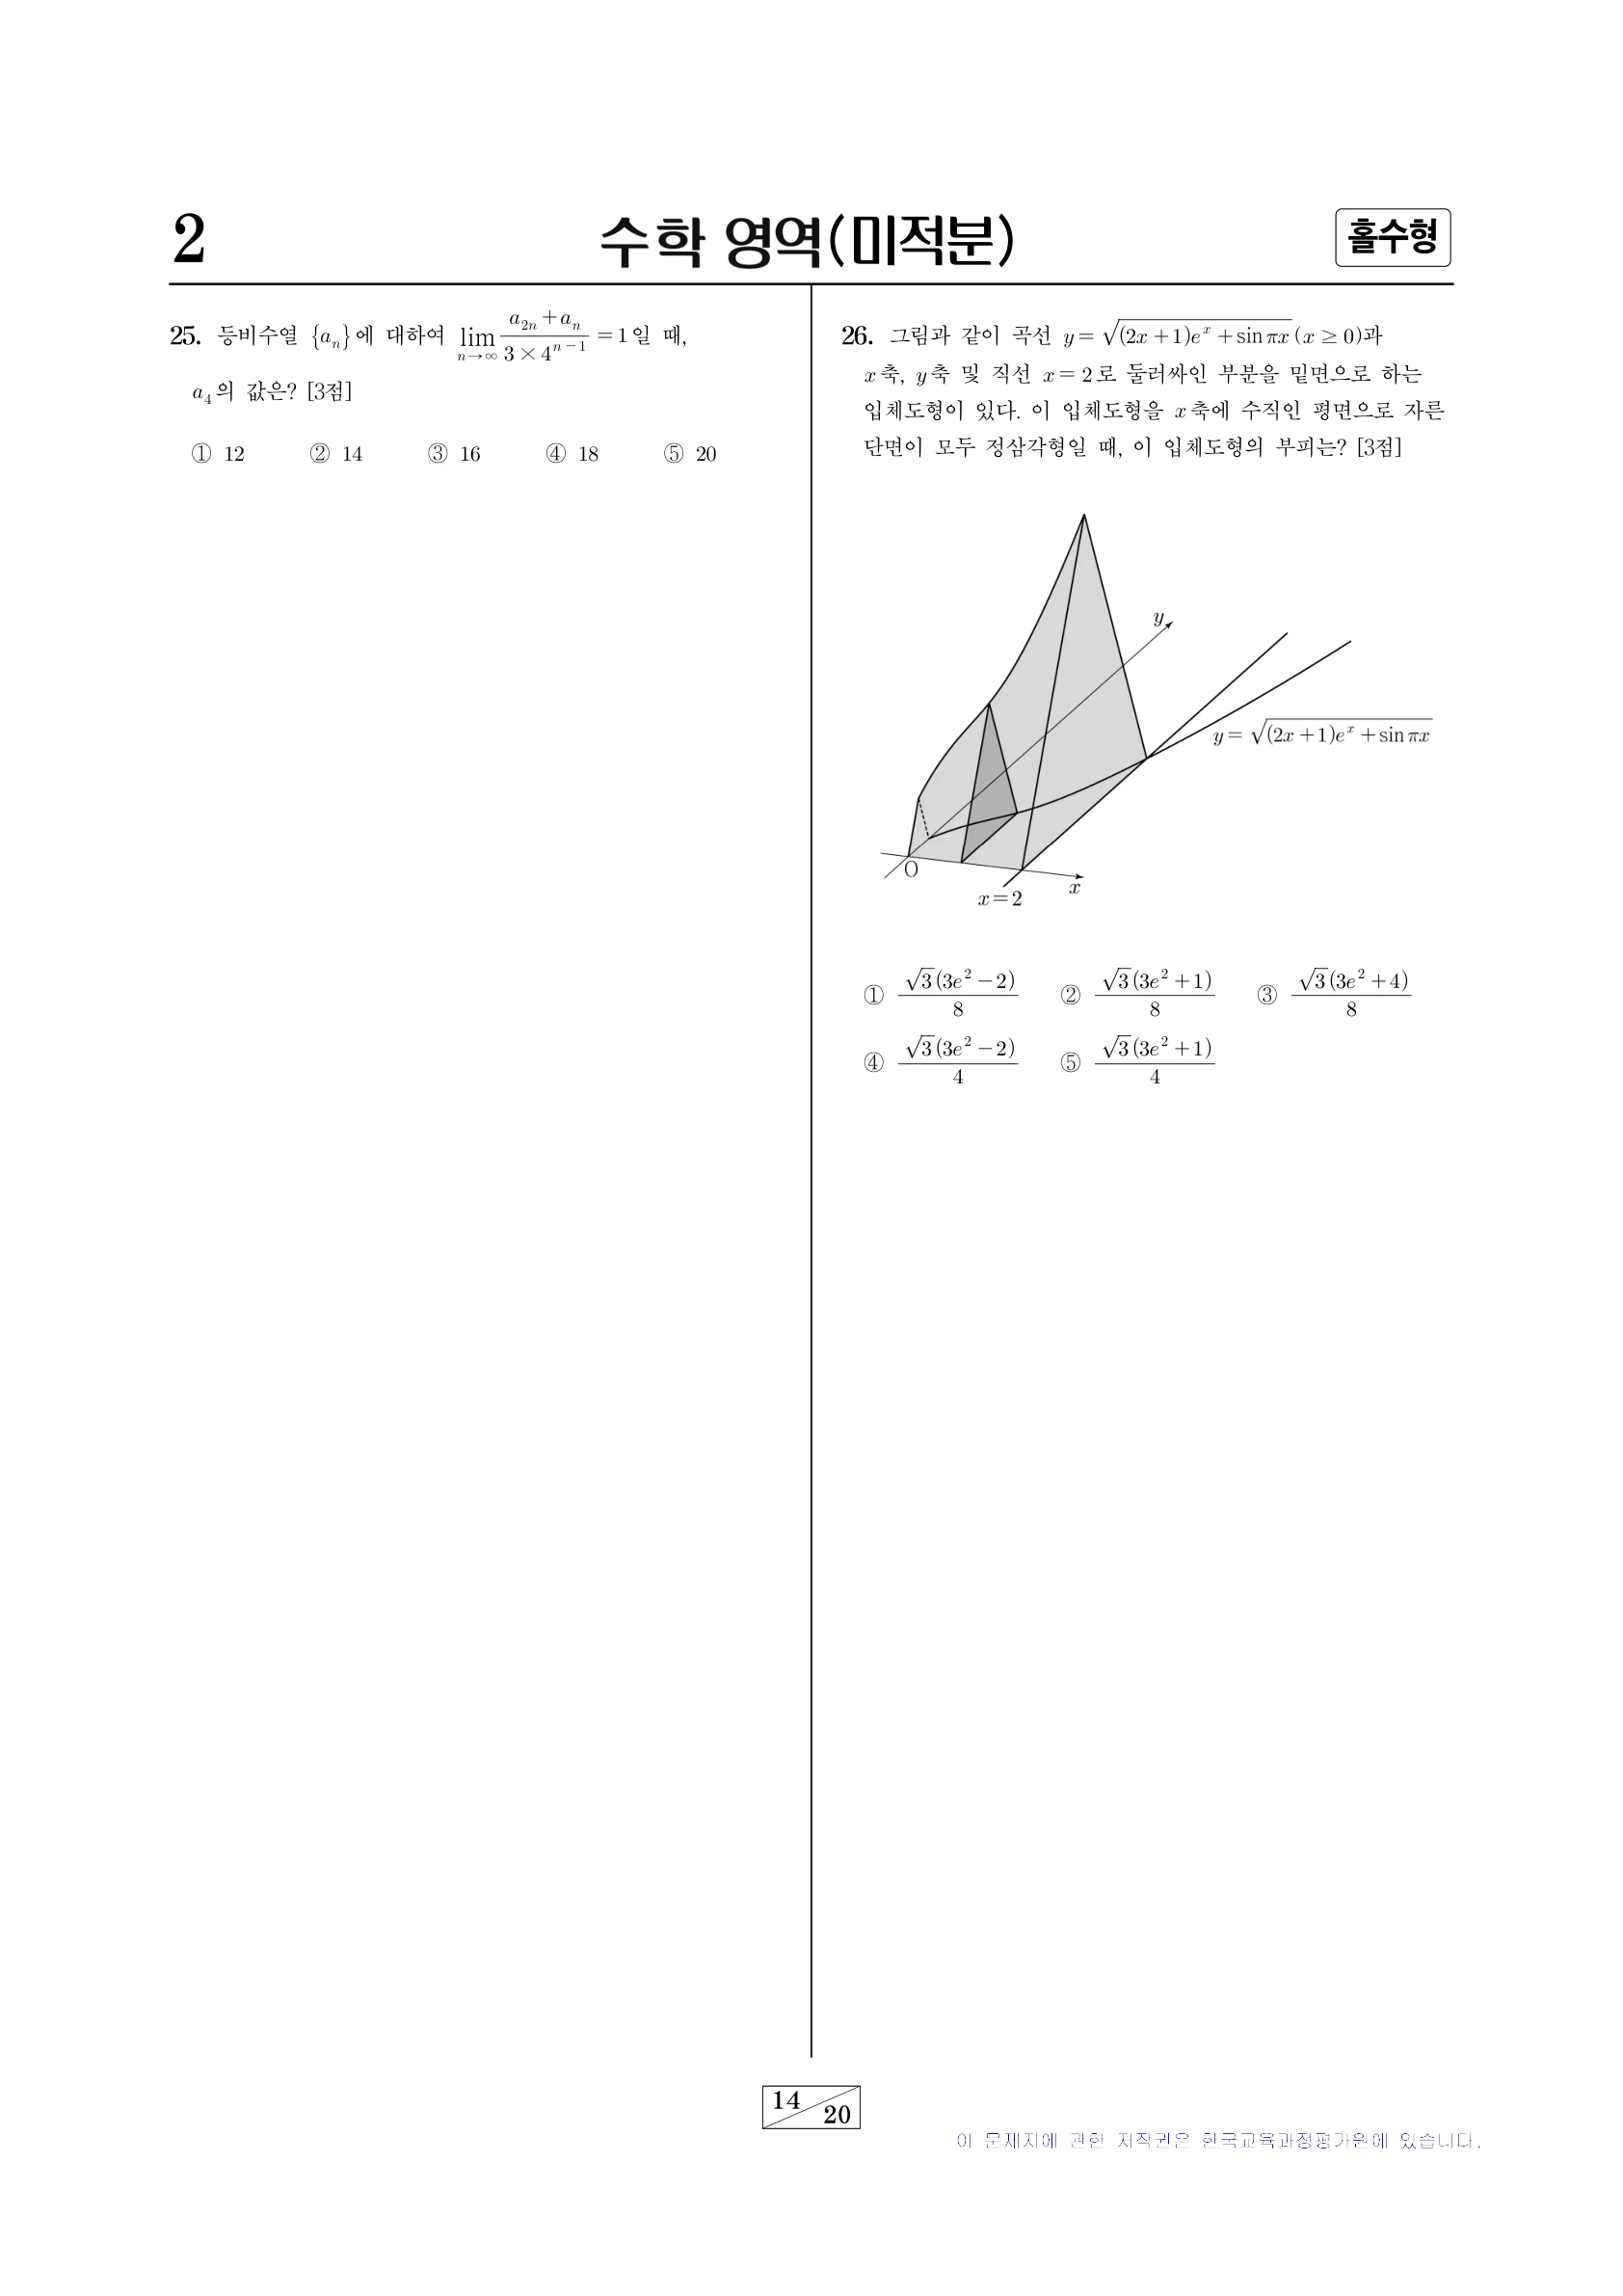 2
수학 영역(미적분)
홀수형
25. 등비수열 {aₙ}에 대하여 lim_{n→∞} (a_{2n}+a_n)/(3×4^{n-1}) =1일 때,
a₄의 값은? [3점]
① 12 ② 14 ③ 16 ④ 18 ⑤ 20
26. 그림과 같이 곡선 y=√((2x+1)e^x+sin πx) (x≥0)과
x축, y축 및 직선 x=2로 둘러싸인 부분을 밑면으로 하는
입체도형이 있다. 이 입체도형을 x축에 수직인 평면으로 자른
단면이 모두 정삼각형일 때, 이 입체도형의 부피는? [3점]
y
y=√((2x+1)e^x+sin πx)
O
x
x=2
① √3(3e²-2)/8 ② √3(3e²+1)/8 ③ √3(3e²+4)/8
④ √3(3e²-2)/4 ⑤ √3(3e²+1)/4
14
20
이 문제지에 관한 저작권은 한국교육과정평가원에 있습니다.